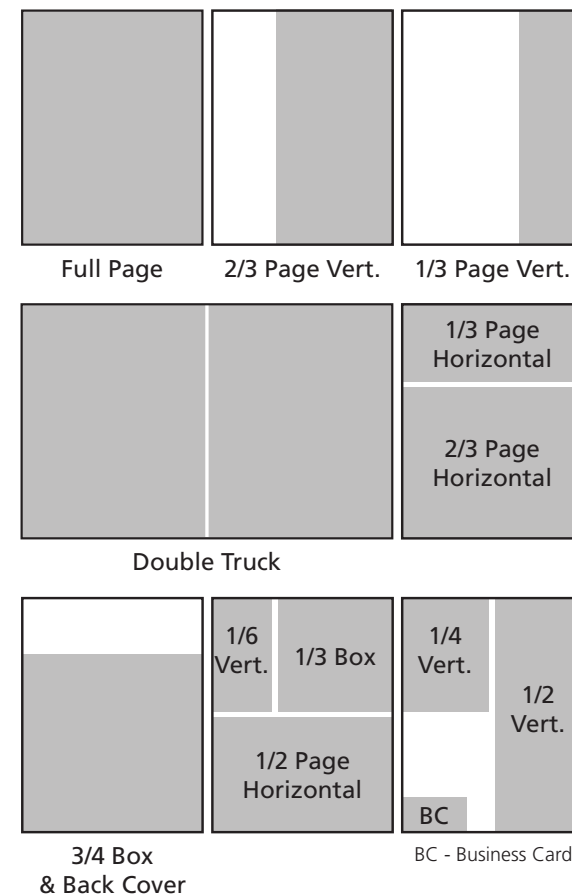 Full Page
2/3 Page Vert.
1/3 Page Vert.
1/3 Page
Horizontal
2/3 Page
Horizontal
Double Truck
1/6
Vert.
1/3 Box
1/2 Page
Horizontal
1/4
Vert.
1/2
Vert.
BC
3/4 Box
& Back Cover
BC - Business Card